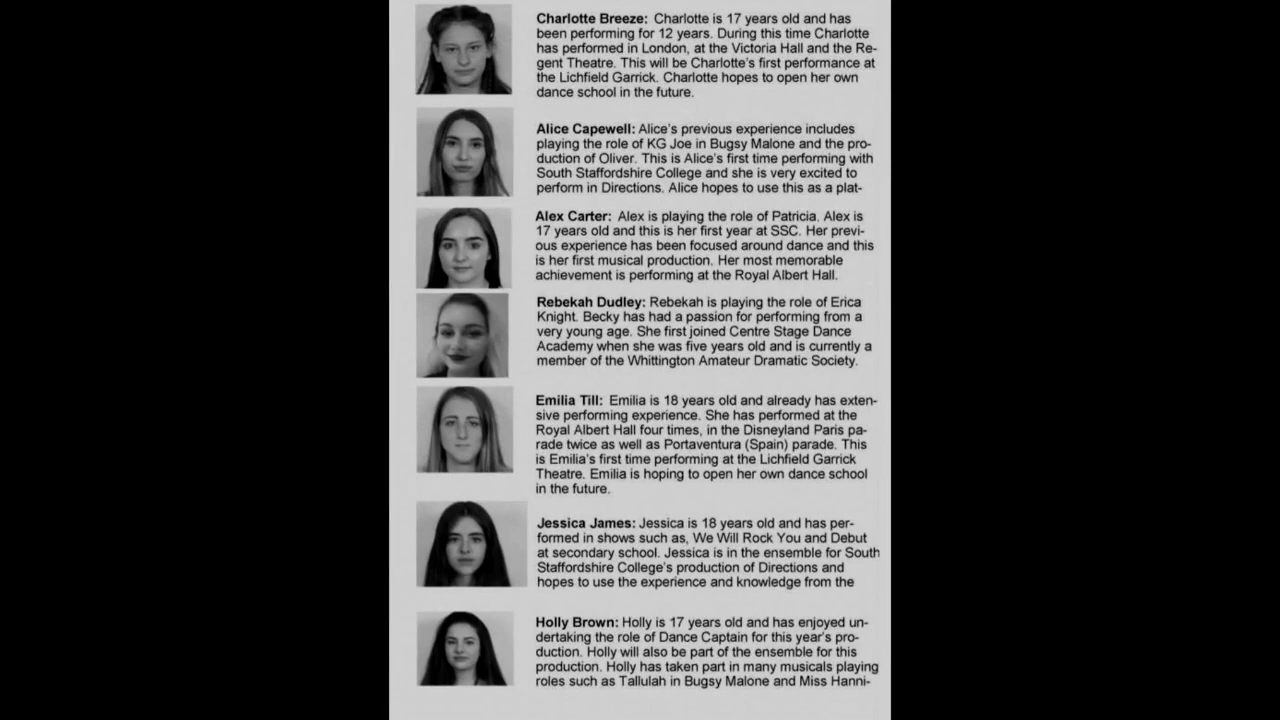 Charlotte Breeze: Charlotte is 17 years old and has
been performing for 12 years. During this time Charlotte
has performed in London, at the Victoria Hall and the Re-
gent Theatre. This will be Charlotte's first performance at
the Lichfield Garrick. Charlotte hopes to open her own
dance school in the future.
Alice Capewell: Alice's previous experience includes
playing the role of KG Joe in Bugsy Malone and the pro-
duction of Oliver. This is Alice's first time performing with
South Staffordshire College and she is very excited to
perform in Directions. Alice hopes to use this as a plat-
Alex Carter: Alex is playing the role of Patricia. Alex is
17 years old and this is her first year at SSC. Her previ-
ous experience has been focused around dance and this
is her first musical production. Her most memorable
achievement is performing at the Royal Albert Hall.
Rebekah Dudley: Rebekah is playing the role of Erica
Knight. Becky has had a passion for performing from a
very young age. She first joined Centre Stage Dance
Academy when she was five years old and is currently a
member of the Whittington Amateur Dramatic Society.
Emilia Till: Emilia is 18 years old and already has exten-
sive performing experience. She has performed at the
Royal Albert Hall four times, in the Disneyland Paris pa-
rade twice as well as Portaventura (Spain) parade. This
is Emilia's first time performing at the Lichfield Garrick
Theatre. Emilia is hoping to open her own dance school
in the future.
Jessica James: Jessica is 18 years old and has per-
formed in shows such as, We Will Rock You and Debut
at secondary school. Jessica is in the ensemble for South
Staffordshire College's production of Directions and
hopes to use the experience and knowledge from the
Holly Brown: Holly is 17 years old and has enjoyed un-
dertaking the role of Dance Captain for this year's pro-
duction. Holly will also be part of the ensemble for this
production. Holly has taken part in many musicals playing
roles such as Tallulah in Bugsy Malone and Miss Hanni-